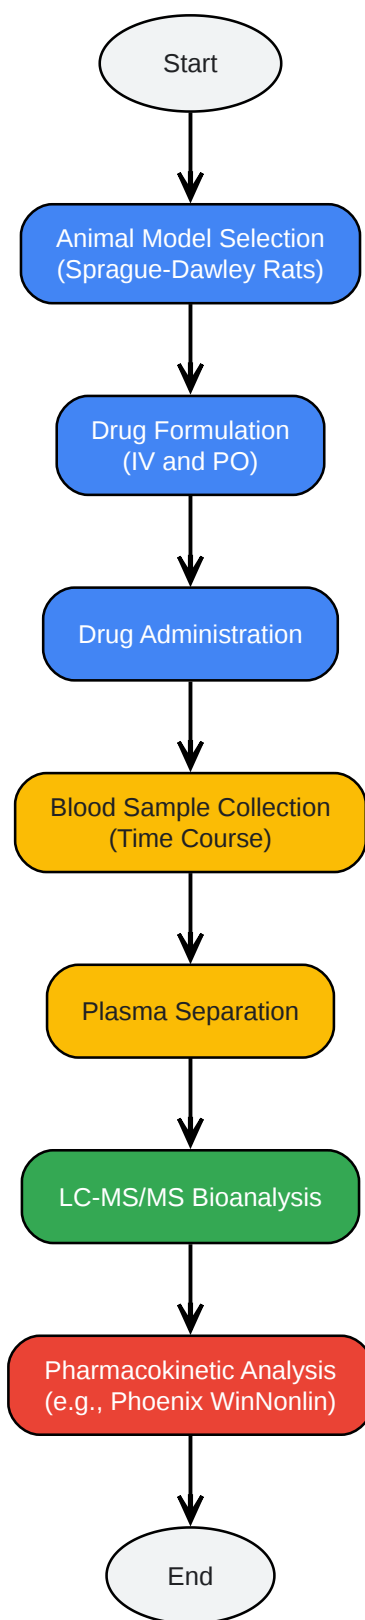 Start
Animal Model Selection
(Sprague-Dawley Rats)
Drug Formulation
(IV and PO)
Drug Administration
Blood Sample Collection
(Time Course)
Plasma Separation
LC-MS/MS Bioanalysis
Pharmacokinetic Analysis
(e.g., Phoenix WinNonlin)
End